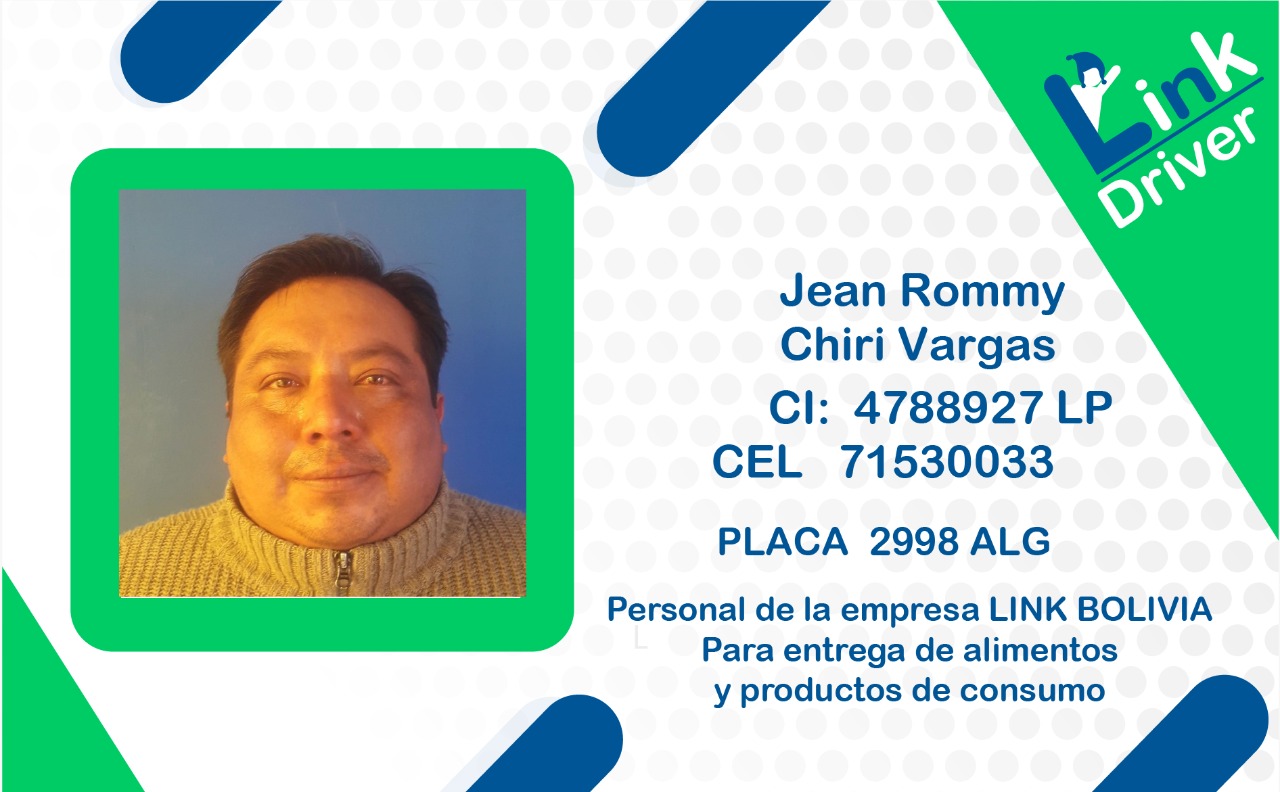 Link
Driver
Jean Rommy
Chiri Vargas
CI: 4788927 LP
CEL 71530033
PLACA 2998 ALG
Personal de la empresa LINK BOLIVIA
L
Para entrega de alimentos
y productos de consumo